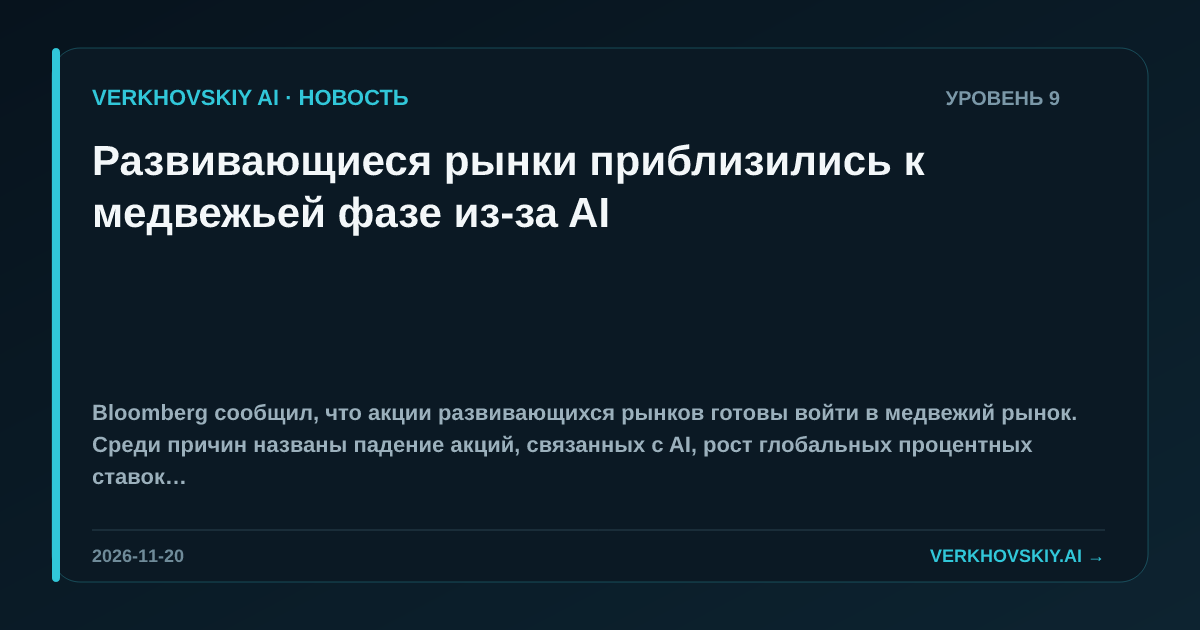 VERKHOVSKIY AI · НОВОСТЬ
УРОВЕНЬ 9
Развивающиеся рынки приблизились к
медвежьей фазе из-за AI
Bloomberg сообщил, что акции развивающихся рынков готовы войти в медвежий рынок.
Среди причин названы падение акций, связанных с AI, рост глобальных процентных
ставок…
2026-11-20
VERKHOVSKIY.AI →